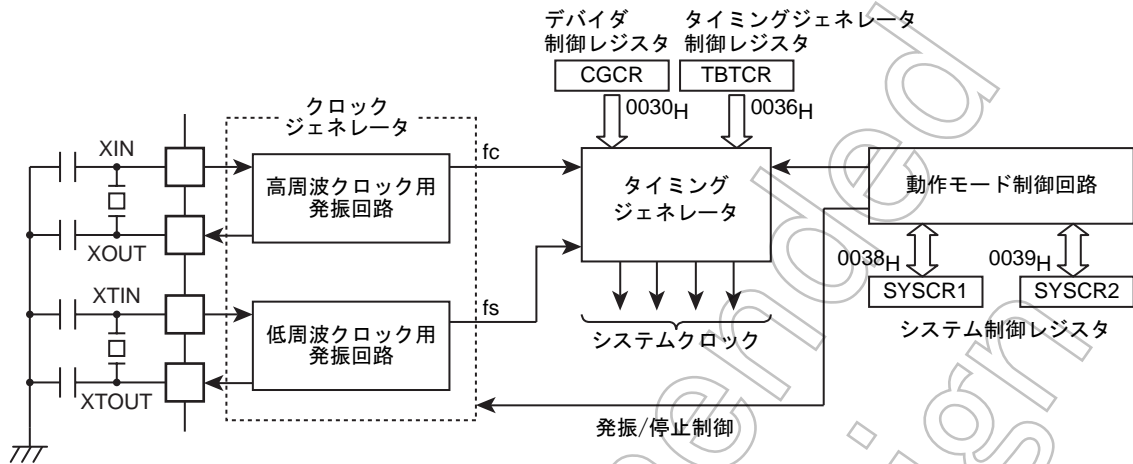 デバイダ
制御レジスタ
タイミングジェネレータ
制御レジスタ
CGCR
TBTCR
0030H
0036H
クロック
ジェネレータ
XIN
XOUT
高周波クロック用
発振回路
fc
タイミング
ジェネレータ
動作モード制御回路
0038H
0039H
SYSCR1
SYSCR2
システム制御レジスタ
XTIN
XTOUT
低周波クロック用
発振回路
fs
システムクロック
発振/停止制御
ended
ign